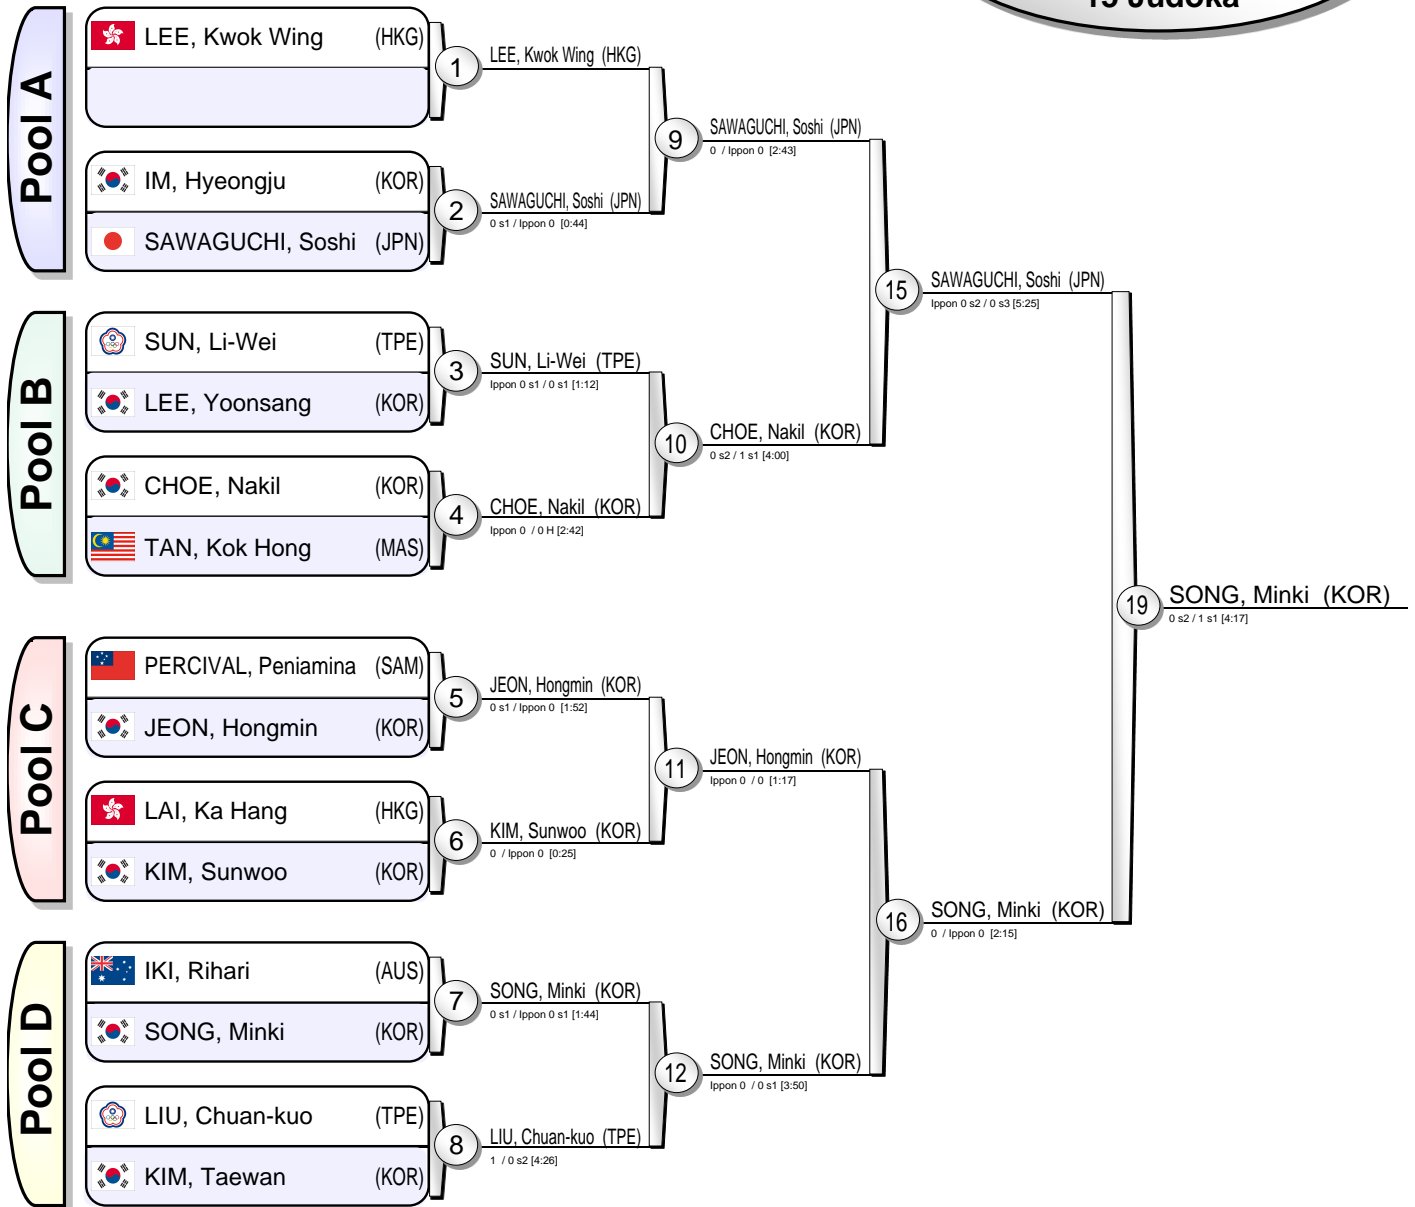 15 Judoka
Pool A
LEE, Kwok Wing (HKG)
1
LEE, Kwok Wing (HKG)
IM, Hyeongju (KOR)
SAWAGUCHI, Soshi (JPN)
2
SAWAGUCHI, Soshi (JPN)
0 s1 / Ippon 0 [0:44]
9
SAWAGUCHI, Soshi (JPN)
0 / Ippon 0 [2:43]
Pool B
SUN, Li-Wei (TPE)
LEE, Yoonsang (KOR)
3
SUN, Li-Wei (TPE)
Ippon 0 s1 / 0 s1 [1:12]
CHOE, Nakil (KOR)
TAN, Kok Hong (MAS)
4
CHOE, Nakil (KOR)
Ippon 0 / 0 H [2:42]
10
CHOE, Nakil (KOR)
0 s2 / 1 s1 [4:00]
15
SAWAGUCHI, Soshi (JPN)
Ippon 0 s2 / 0 s3 [5:25]
Pool C
PERCIVAL, Peniamina (SAM)
JEON, Hongmin (KOR)
5
JEON, Hongmin (KOR)
0 s1 / Ippon 0 [1:52]
LAI, Ka Hang (HKG)
KIM, Sunwoo (KOR)
6
KIM, Sunwoo (KOR)
0 / Ippon 0 [0:25]
11
JEON, Hongmin (KOR)
Ippon 0 / 0 [1:17]
Pool D
IKI, Rihari (AUS)
SONG, Minki (KOR)
7
SONG, Minki (KOR)
0 s1 / Ippon 0 s1 [1:44]
LIU, Chuan-kuo (TPE)
KIM, Taewan (KOR)
8
LIU, Chuan-kuo (TPE)
1 / 0 s2 [4:26]
12
SONG, Minki (KOR)
Ippon 0 / 0 s1 [3:50]
16
SONG, Minki (KOR)
0 / Ippon 0 [2:15]
19
SONG, Minki (KOR)
0 s2 / 1 s1 [4:17]